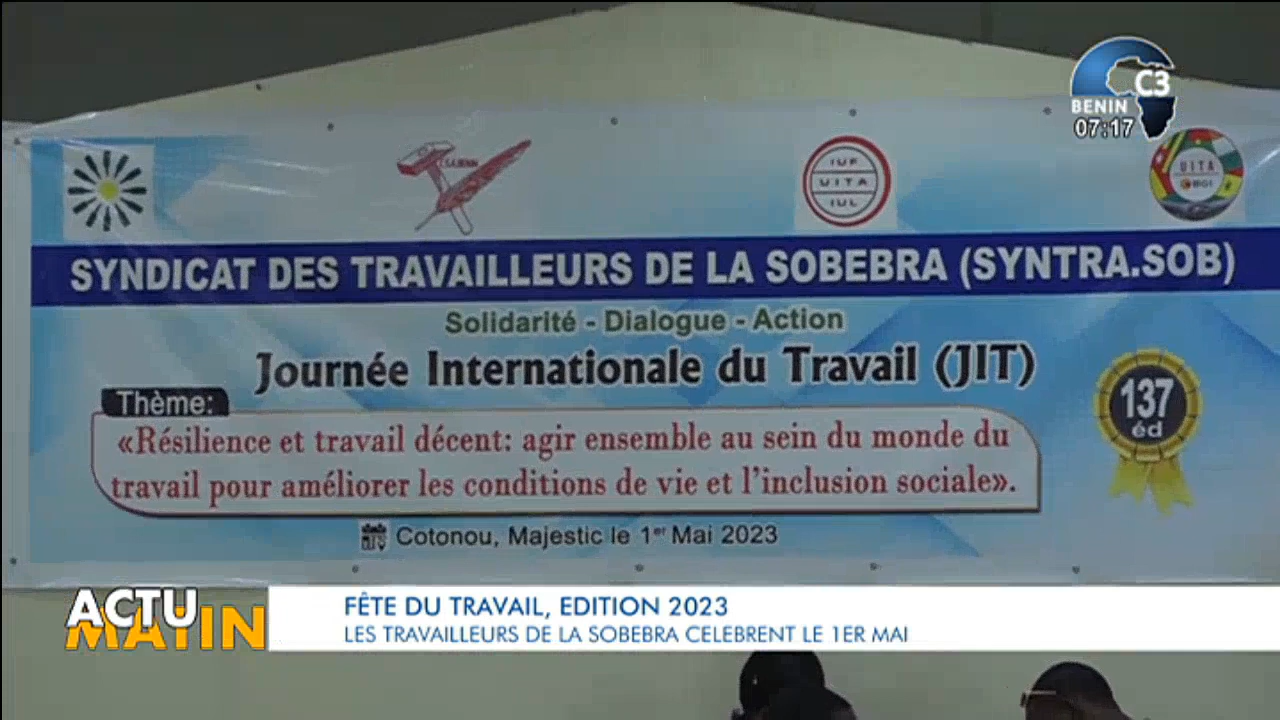 C3
BENIN
07:17
C.S.A.BENIN
IUF
UITA
IUL
UITA
BGI
SYNDICAT DES TRAVAILLEURS DE LA SOBEBRA (SYNTRA.SOB)
Solidarité - Dialogue - Action
Journée Internationale du Travail (JIT)
Thème:
«Résilience et travail décent: agir ensemble au sein du monde du
travail pour améliorer les conditions de vie et l'inclusion sociale».
137
éd
Cotonou, Majestic le 1er Mai 2023
ACTU
MATIN
FÊTE DU TRAVAIL, EDITION 2023
LES TRAVAILLEURS DE LA SOBEBRA CELEBRENT LE 1ER MAI